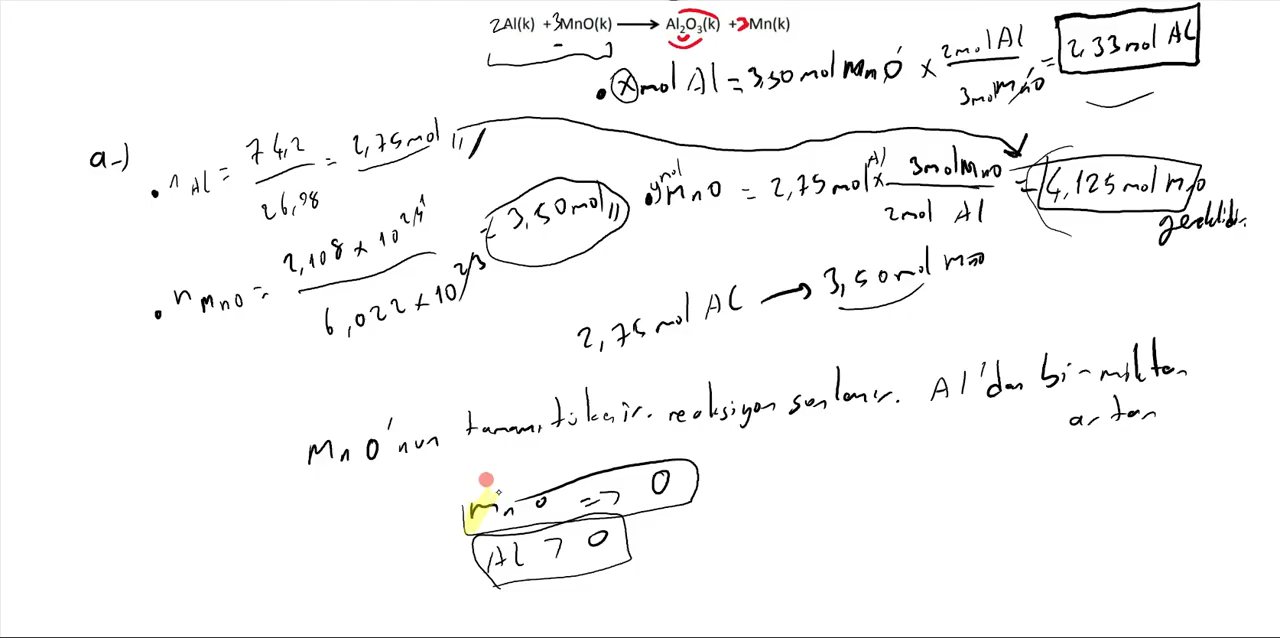 2Al(k) + 3MnO(k) ⟶ Al₂O₃(k) + 3Mn(k)
• x mol Al = 3,50 mol MnO × 2 mol Al / 3 mol MnO = 2,33 mol Al
a-)
• n Al = 74,2 / 26,98 = 2,75 mol //
• y mol MnO = 2,75 mol Al × 3 mol MnO / 2 mol Al = 4,125 mol MnO
gereklidir.
• n MnO = 2,108 × 10²⁴ / 6,022 × 10²³ = 3,50 mol //
2,75 mol Al → 3,50 mol MnO
MnO'nun tamamı tükenir. reaksiyon sonlanır. Al'dan bir miktar
artar
MnO => 0
Al > 0